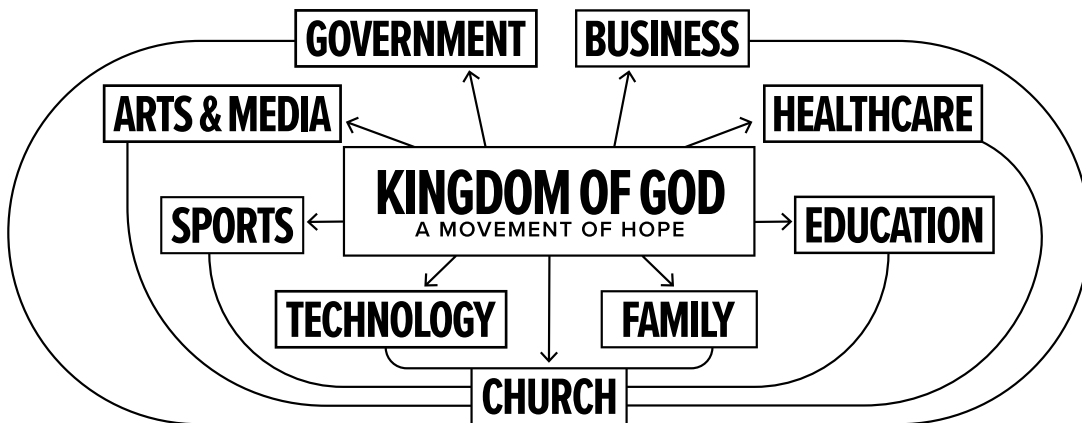 GOVERNMENT
BUSINESS
ARTS & MEDIA
HEALTHCARE
KINGDOM OF GOD
A MOVEMENT OF HOPE
SPORTS
EDUCATION
TECHNOLOGY
FAMILY
CHURCH